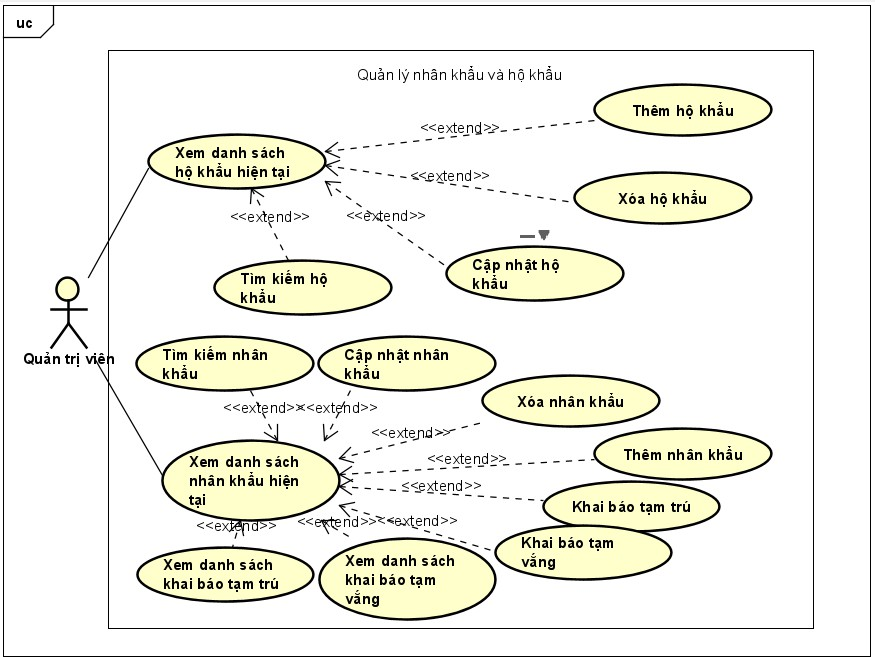 uc
Quản lý nhân khẩu và hộ khẩu
Thêm hộ khẩu
<<extend>>
Xem danh sách
hộ khẩu hiện tại
<<extend>>
Xóa hộ khẩu
<<extend>>
<<extend>>
Cập nhật hộ
khẩu
Tìm kiếm hộ
khẩu
Quản trị viên
Tìm kiếm nhân
khẩu
Cập nhật nhân
khẩu
<<extend>>
<<extend>>
Xóa nhân khẩu
<<extend>>
Thêm nhân khẩu
<<extend>>
Xem danh sách
nhân khẩu hiện
tại
<<extend>>
Khai báo tạm trú
<<extend>>
<<extend>>
<<extend>>
Khai báo tạm
vắng
Xem danh sách
khai báo tạm trú
Xem danh sách
khai báo tạm
vắng